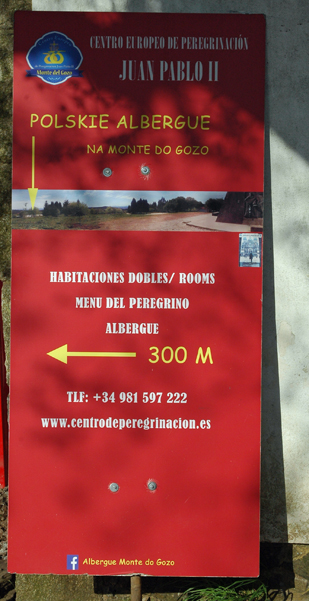 Monte del Gozo
CENTRO EUROPEO DE PEREGRINACIÓN
JUAN PABLO II
POLSKIE ALBERGUE
NA MONTE DO GOZO
HABITACIONES DOBLES/ ROOMS
MENU DEL PEREGRINO
ALBERGUE
300 M
TLF: +34 981 597 222
www.centrodeperegrinacion.es
Albergue Monte do Gozo